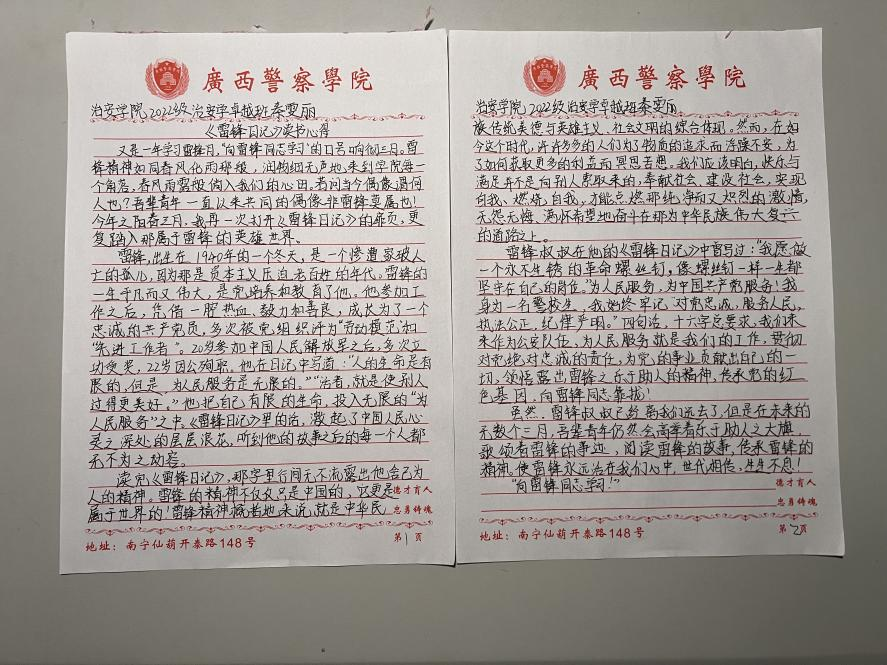 廣西警察學院
治安学院2022级治安学卓越班秦雯丽
《雷锋日记》读书心得
又是一年学习雷锋月，“向雷锋同志学习”的口号响彻三月。雷
锋精神如同春风化雨那般，润物细无声地，来到学院每一
个角落，春风雨露般倘入我们的心田，若问当今偶像谓何
人也？吾辈青年一直以来共同的偶像非雷锋莫属也！
今年之阳春三月，我再一次打开《雷锋日记》的扉页，更
复踏入那属于雷锋的英雄世界。
雷锋，出生在1940年的一个冬天，是一个惨遭家破人
亡的孤儿，因为那是资本主义压迫老百姓的年代。雷锋的
一生平凡而又伟大，是党培养和教育了他。他参加工
作之后，凭借一腔热血、毅力和善良，成长为了一个
忠诚的共产党员，多次被党组织评为“劳动模范”和
“先进工作者”。20岁参加中国人民解放军之后，多次立
功受奖，22岁因公殉职。他在日记中写道：“人的生命是有
限的，但是，为人民服务是无限的。”“活着，就是使别人
过得更美好。”他把自己有限的生命，投入无限的“为
人民服务”之中。《雷锋日记》里的话，激起了中国人民心
灵之深处的层层浪花，听到他的故事之后的每一个人都
无不为之动容。
读完《雷锋日记》，那字里行间无不流露出他舍己为
人的精神。雷锋的精神不仅仅只是中国的，它更是
属于世界的！雷锋精神概括地来说，就是中华民
德才育人
忠勇铸魂
地址：南宁仙葫开泰路148号
第1页
廣西警察學院
治安学院2022级治安学卓越班秦雯丽
族传统美德与英雄主义、社会文明的综合体现。然而，在如
今这个时代，许许多多的人们为了物质的追求而浮躁不安，为
了如何获取更多的利益而冥思苦想。我们应该明白，快乐与
满足并不是向别人索取来的，奉献社会，建设社会，实现
自我、燃烧，自我，才能点燃那纯净而又炽烈的激情，
无怨无悔、满怀希望地奋斗在那为中华民族伟大复兴
的道路之上。
雷锋叔叔在他的《雷锋日记》中曾写过：“我愿做
一个永不生锈的革命螺丝钉，像螺丝钉一样一生都
坚守在自己的岗位。”为人民服务，为中国共产党服务！我
身为一名警校生，我始终牢记“对党忠诚，服务人民，
执法公正，纪律严明。”四句话，十六字总要求，我们未
来作为公安队伍，为人民服务就是我们的工作，贯彻
对党绝对忠诚的责任，为党的事业贡献出自己的一
切，领悟露出雷锋之乐于助人的精神，传承党的红
色基因，向雷锋同志靠拢！
虽然，雷锋叔叔已经离我们远去了，但是在未来的
无数个三月，吾辈青年仍然会高举着乐于助人之大旗，
歌颂着雷锋的事迹，阅读雷锋的故事，传承雷锋的
精神，使雷锋永远活在我们心中，世代相传，生生不息！
“向雷锋同志学习！”
德才育人
忠勇铸魂
地址：南宁仙葫开泰路148号
第2页